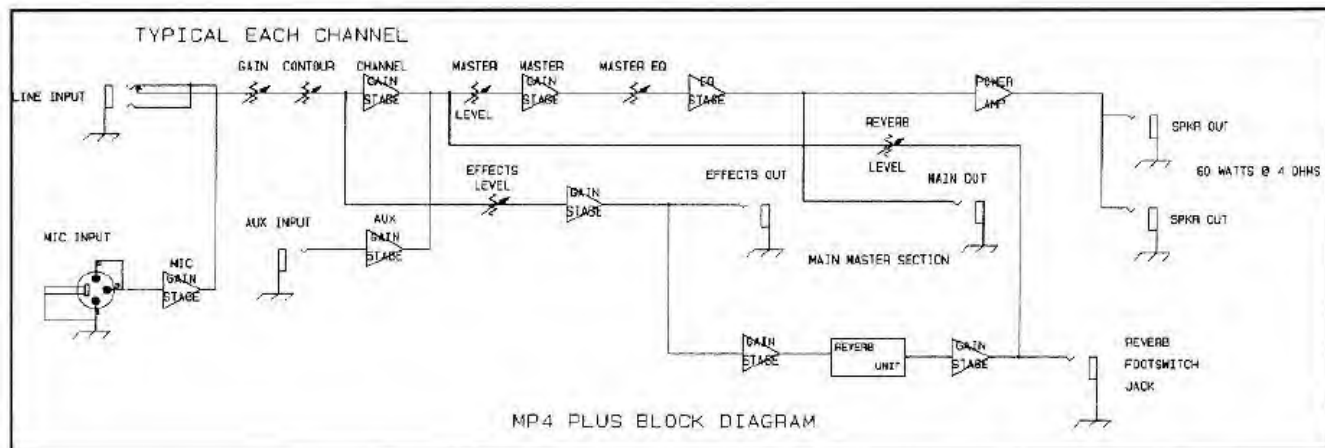 TYPICAL EACH CHANNEL
GAIN
CONTOUR
CHANNEL
GAIN
STAGE
MASTER
LEVEL
MASTER
GAIN
STAGE
MASTER EQ
EQ
STAGE
POWER
AMP
LINE INPUT
SPKR OUT
REVERB
LEVEL
60 WATTS @ 4 OHMS
EFFECTS
LEVEL
GAIN
STAGE
EFFECTS OUT
MAIN OUT
AUX INPUT
AUX
GAIN
STAGE
SPKR OUT
MIC INPUT
MIC
GAIN
STAGE
MAIN MASTER SECTION
GAIN
STAGE
REVERB
UNIT
GAIN
STAGE
REVERB
FOOTSWITCH
JACK
MP4 PLUS BLOCK DIAGRAM